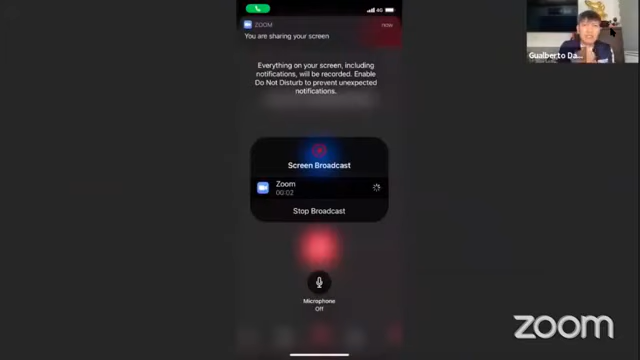 4G
ZOOM
now
You are sharing your screen
Everything on your screen, including
notifications, will be recorded. Enable
Do Not Disturb to prevent unexpected
notifications.
Screen Broadcast
Zoom
00:02
Stop Broadcast
Microphone
Off
Gualberto Da...
zoom